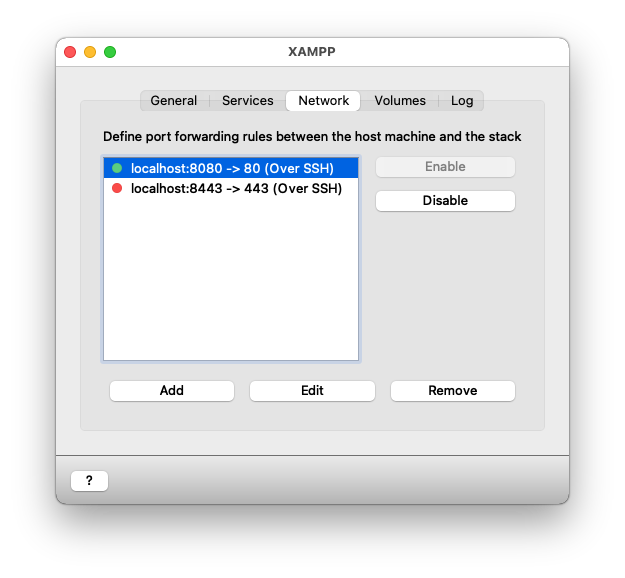 XAMPP
General Services Network Volumes Log
Define port forwarding rules between the host machine and the stack
localhost:8080 -> 80 (Over SSH)
Enable
localhost:8443 -> 443 (Over SSH)
Disable
Add Edit Remove
?